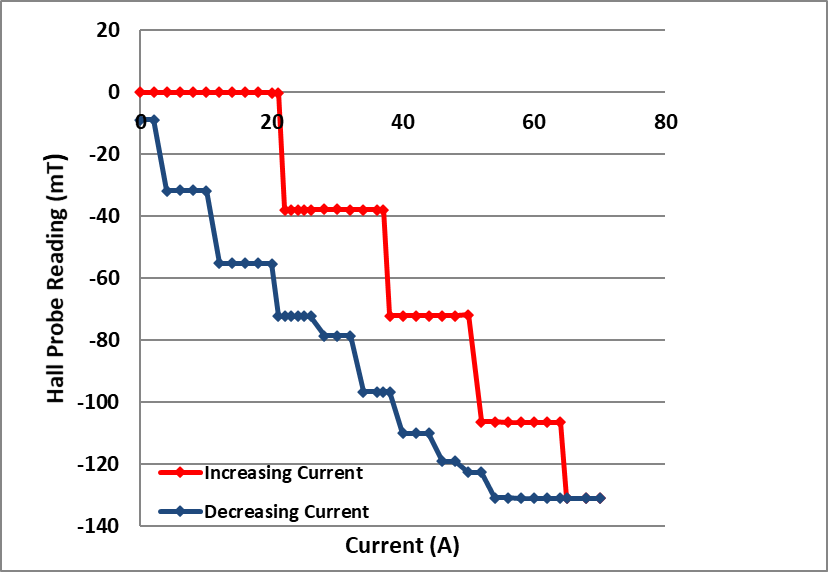 20
0
0 20 40 60 80
-20
-40
-60
-80
-100
-120
-140
Hall Probe Reading (mT)
Increasing Current
Decreasing Current
Current (A)